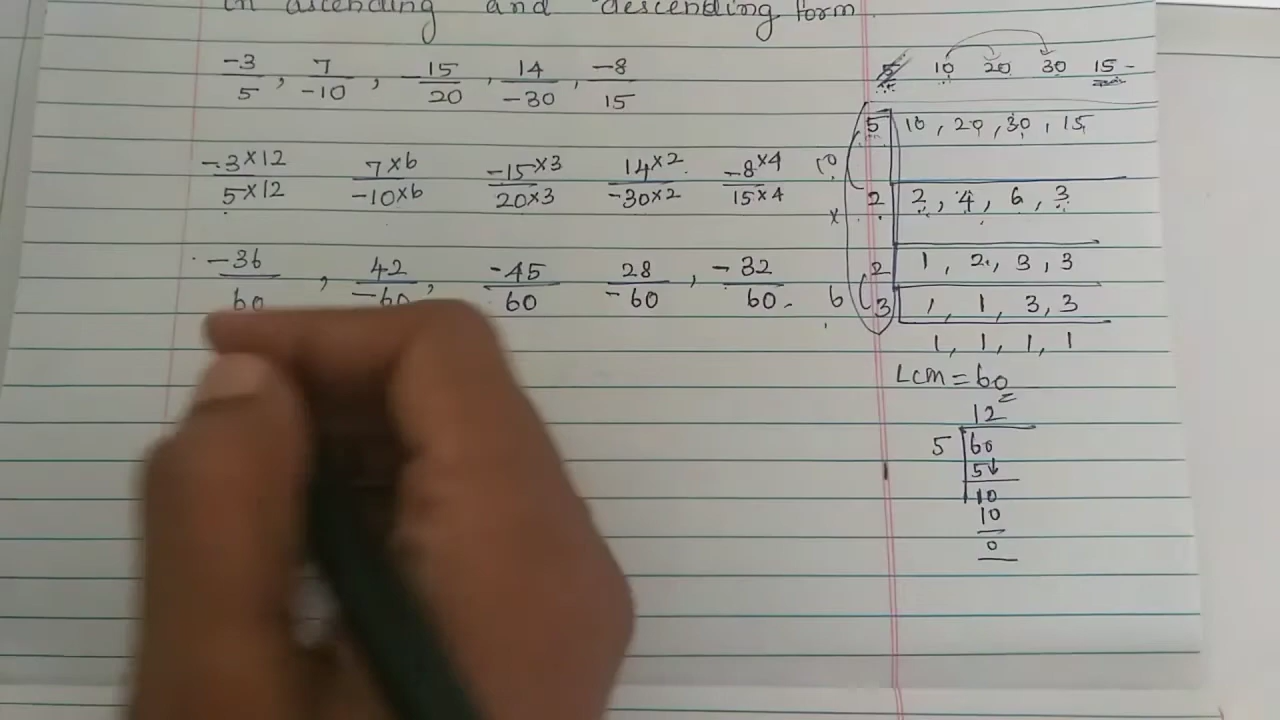 in ascending and descending form.
-3/5, 7/-10, -15/20, 14/-30, -8/15
-3×12/5×12 7×6/-10×6 -15×3/20×3 14×2/-30×2 -8×4/15×4
-36/60, 42/-60, -45/60 28/-60, -32/60
5 10 20 30 15
5 10, 20, 30, 15
10 × 6
2 2, 4, 6, 3
2 1, 2, 3, 3
3 1, 1, 3, 3
1, 1, 1, 1
LCM = 60
12
5 60
5↓
10
10
0